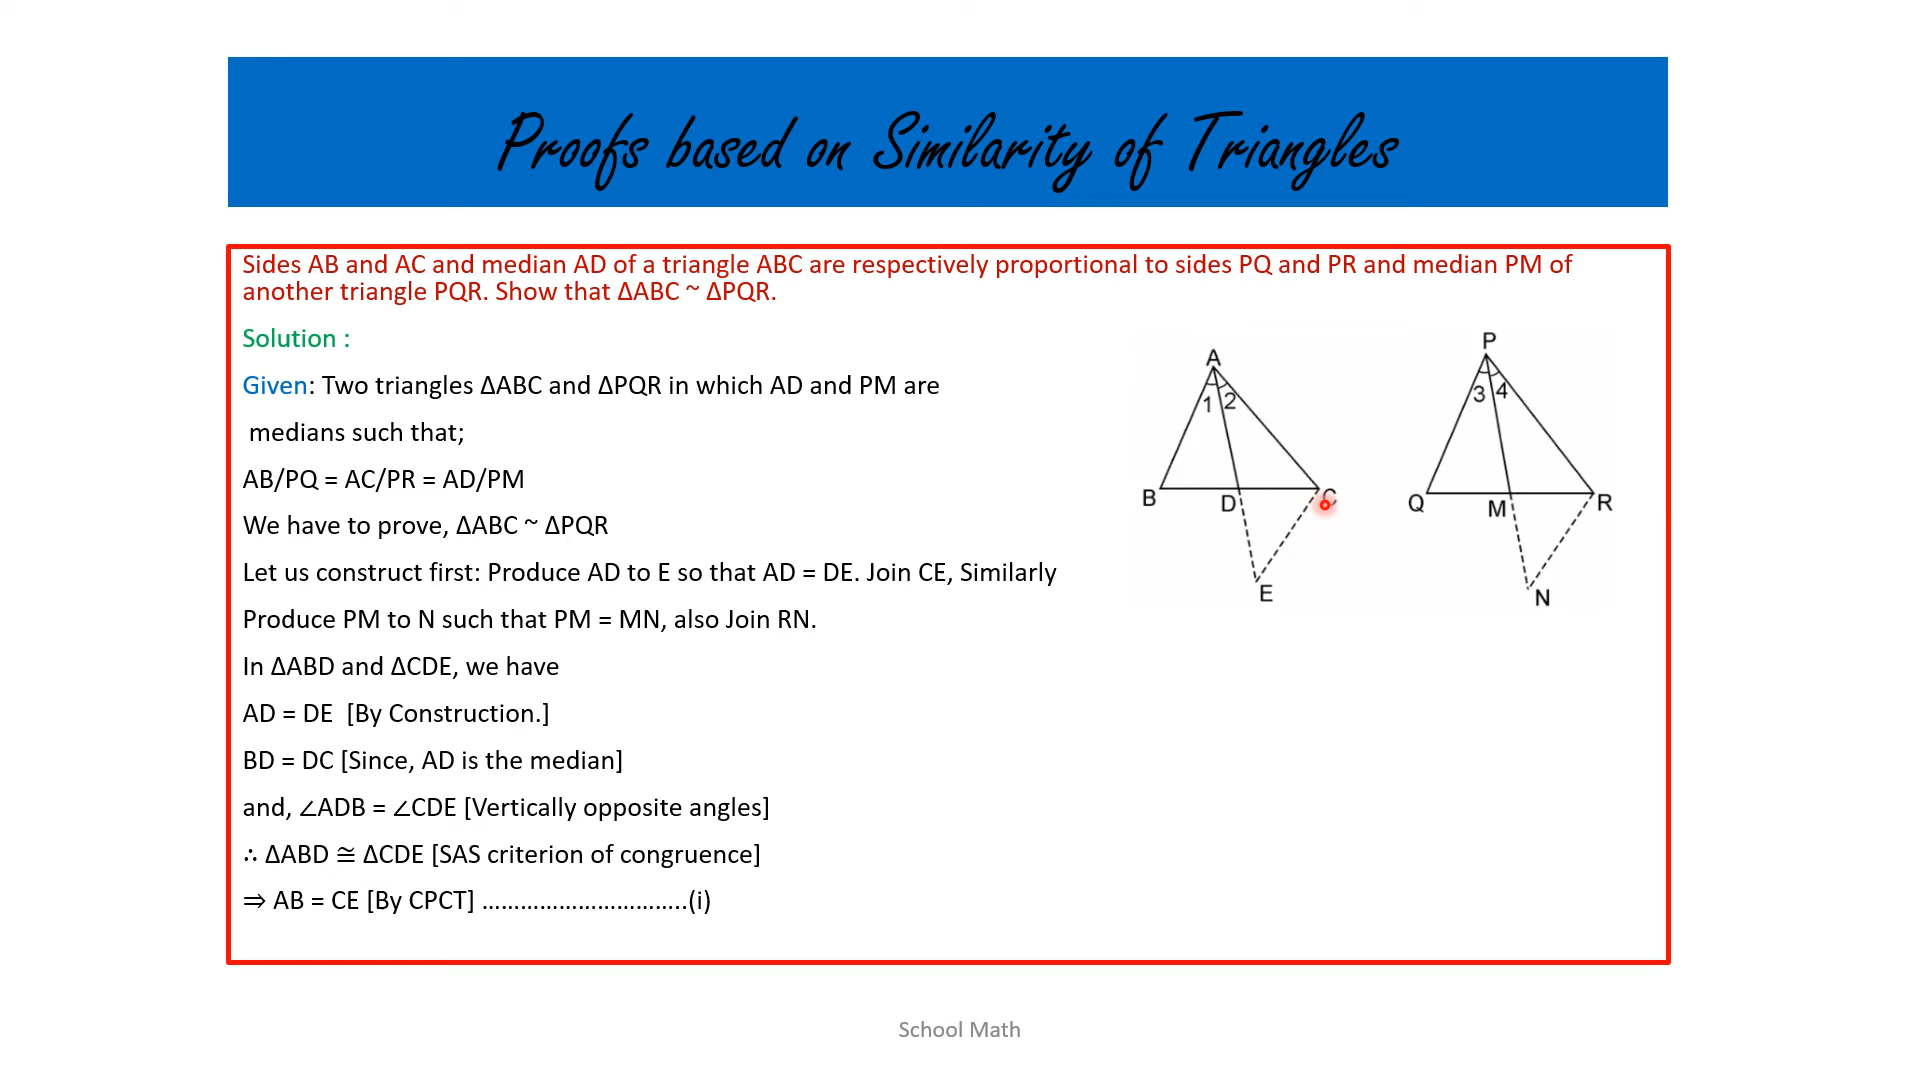 Proofs based on Similarity of Triangles
Sides AB and AC and median AD of a triangle ABC are respectively proportional to sides PQ and PR and median PM of
another triangle PQR. Show that ΔABC ~ ΔPQR.
Solution :
Given: Two triangles ΔABC and ΔPQR in which AD and PM are
medians such that;
AB/PQ = AC/PR = AD/PM
We have to prove, ΔABC ~ ΔPQR
Let us construct first: Produce AD to E so that AD = DE. Join CE, Similarly
Produce PM to N such that PM = MN, also Join RN.
In ΔABD and ΔCDE, we have
AD = DE  [By Construction.]
BD = DC [Since, AD is the median]
and, ∠ADB = ∠CDE [Vertically opposite angles]
∴ ΔABD ≅ ΔCDE [SAS criterion of congruence]
⇒ AB = CE [By CPCT] …………………………..(i)
A
1 2
B D C
E
P
3 4
Q M R
N
School Math